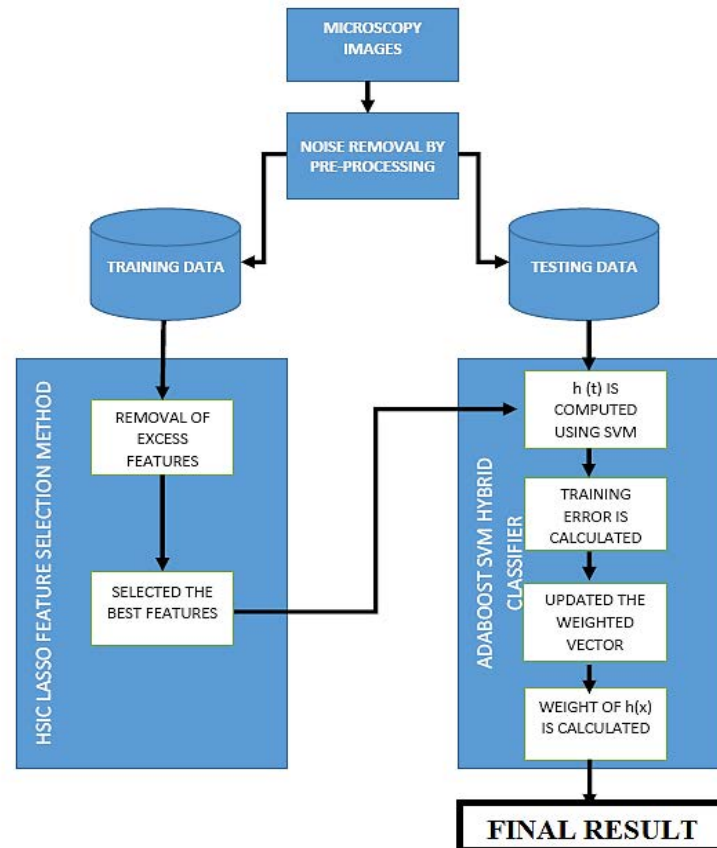 MICROSCOPY
IMAGES
NOISE REMOVAL BY
PRE-PROCESSING
TRAINING DATA
TESTING DATA
HSIC LASSO FEATURE SELECTION METHOD
REMOVAL OF
EXCESS
FEATURES
SELECTED THE
BEST FEATURES
ADABOOST SVM HYBRID
CLASSIFIER
h (t) IS
COMPUTED
USING SVM
TRAINING
ERROR IS
CALCULATED
UPDATED THE
WEIGHTED
VECTOR
WEIGHT OF h(x)
IS CALCULATED
FINAL RESULT